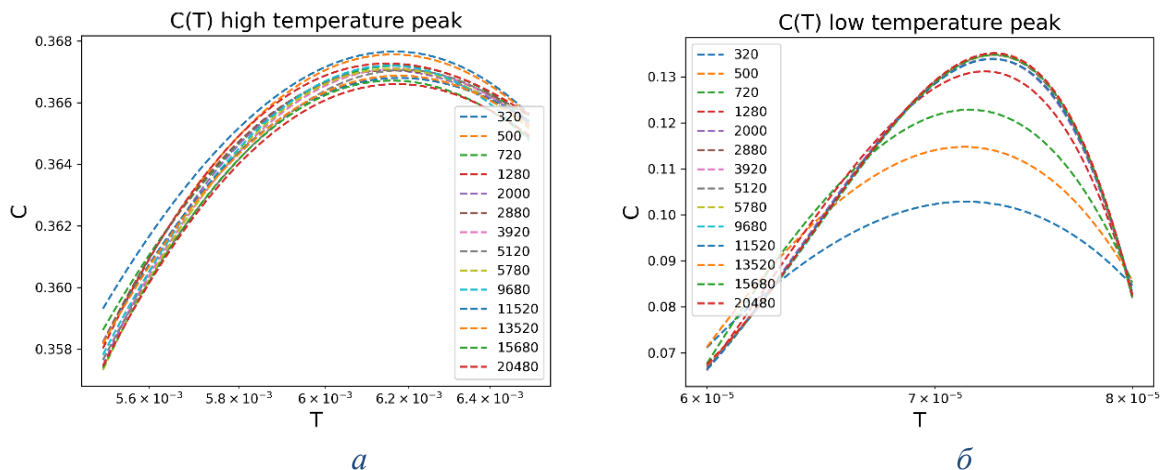 C(T) high temperature peak
0.368
0.366
0.364
0.362
0.360
0.358
C
320
500
720
1280
2000
2880
3920
5120
5780
9680
11520
13520
15680
20480
5.6 × 10⁻³
5.8 × 10⁻³
6 × 10⁻³
6.2 × 10⁻³
6.4 × 10⁻³
T
а
C(T) low temperature peak
0.13
0.12
0.11
0.10
0.09
0.08
0.07
C
320
500
720
1280
2000
2880
3920
5120
5780
9680
11520
13520
15680
20480
6 × 10⁻⁵
7 × 10⁻⁵
8 × 10⁻⁵
T
б